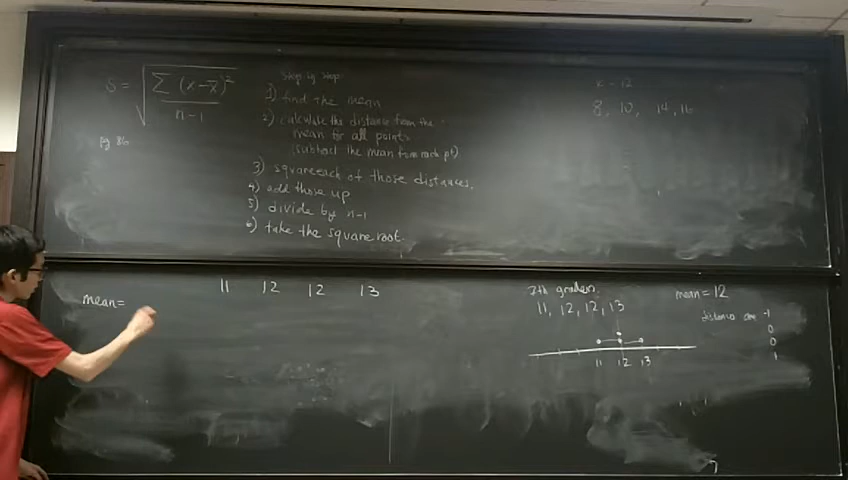 S = √ Σ (x-x̄)² / n-1
pg 86
Step by step:
1) find the mean
2) calculate the distance from the
mean for all points
(subtract the mean from each pt)
3) square each of those distances.
4) add those up
5) divide by n-1
6) take the square root.
x̄ = 12
8, 10, 14, 16
mean=
11 12 12 13
7th graders
11, 12, 12, 13
11 12 13
mean = 12
distances are -1
0
0
1